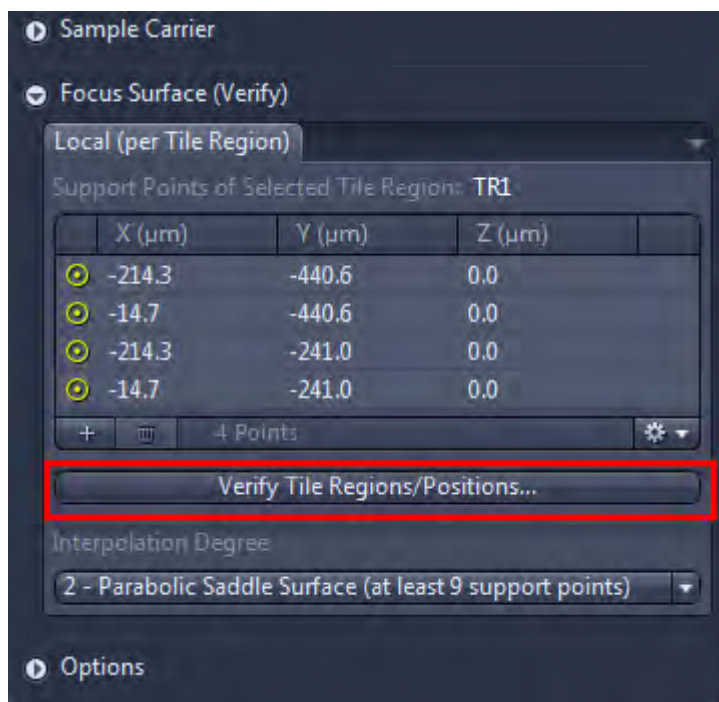 Sample Carrier
Focus Surface (Verify)
Local (per Tile Region)
Support Points of Selected Tile Region: TR1
X (µm) Y (µm) Z (µm)
-214.3 -440.6 0.0
-14.7 -440.6 0.0
-214.3 -241.0 0.0
-14.7 -241.0 0.0
+ 4 Points
Verify Tile Regions/Positions...
Interpolation Degree
2 - Parabolic Saddle Surface (at least 9 support points)
Options